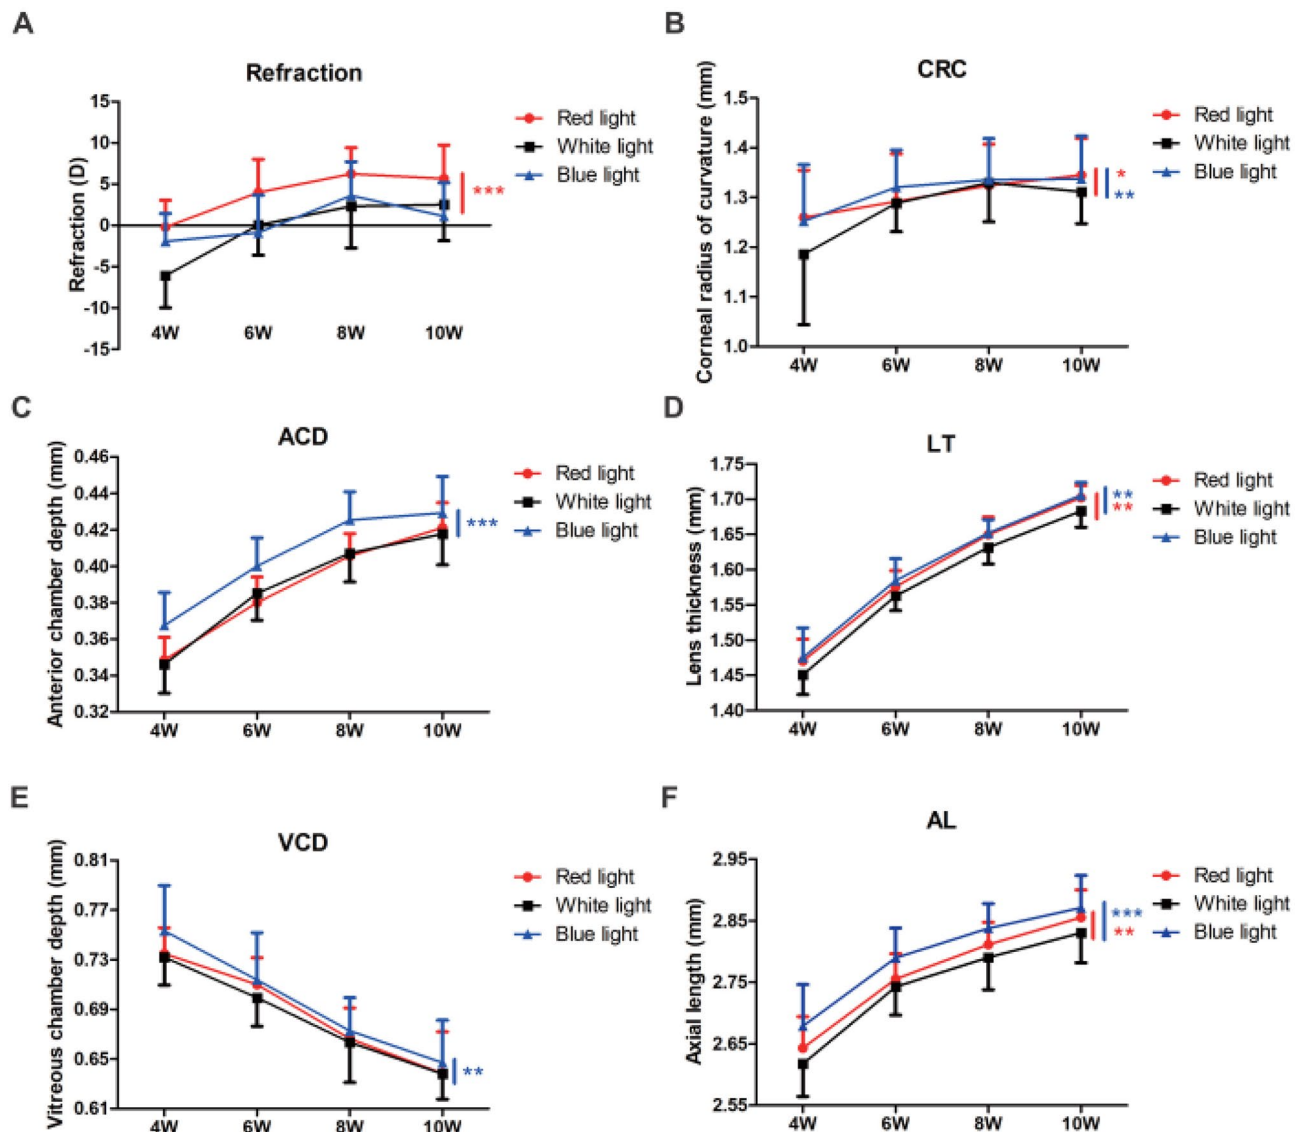 A
Refraction
Refraction (D)
15
10
5
0
-5
-10
-15
4W 6W 8W 10W
Red light
White light
Blue light
***
B
CRC
Corneal radius of curvature (mm)
1.5
1.4
1.3
1.2
1.1
1.0
4W 6W 8W 10W
Red light
White light
Blue light
*
**
C
ACD
Anterior chamber depth (mm)
0.46
0.44
0.42
0.40
0.38
0.36
0.34
0.32
4W 6W 8W 10W
Red light
White light
Blue light
***
D
LT
Lens thickness (mm)
1.75
1.70
1.65
1.60
1.55
1.50
1.45
1.40
4W 6W 8W 10W
Red light
White light
Blue light
**
**
E
VCD
Vitreous chamber depth (mm)
0.81
0.77
0.73
0.69
0.65
0.61
4W 6W 8W 10W
Red light
White light
Blue light
**
F
AL
Axial length (mm)
2.95
2.85
2.75
2.65
2.55
4W 6W 8W 10W
Red light
White light
Blue light
***
**